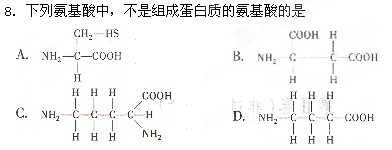 8. 下列氨基酸中，不是组成蛋白质的氨基酸的是
CH₂—HS
A. NH₂—C—COOH
H
COOH H
B. NH₂ C C—COOH
H H
H H H COOH
C. NH₂—C—C—C—C—H
H H H NH₂
H H H
D. NH₂—C—C—C—COOH
H H H